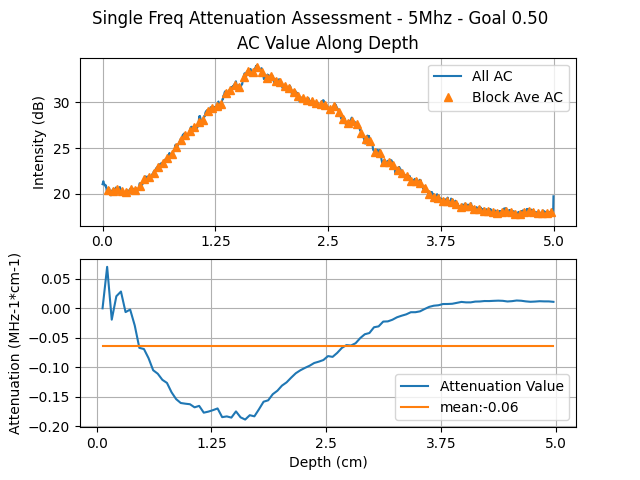 Single Freq Attenuation Assessment - 5Mhz - Goal 0.50
AC Value Along Depth
Intensity (dB)
30
25
20
All AC
Block Ave AC
0.0
1.25
2.5
3.75
5.0
Attenuation (MHz-1*cm-1)
0.05
0.00
−0.05
−0.10
−0.15
−0.20
Attenuation Value
mean:-0.06
0.0
1.25
2.5
3.75
5.0
Depth (cm)